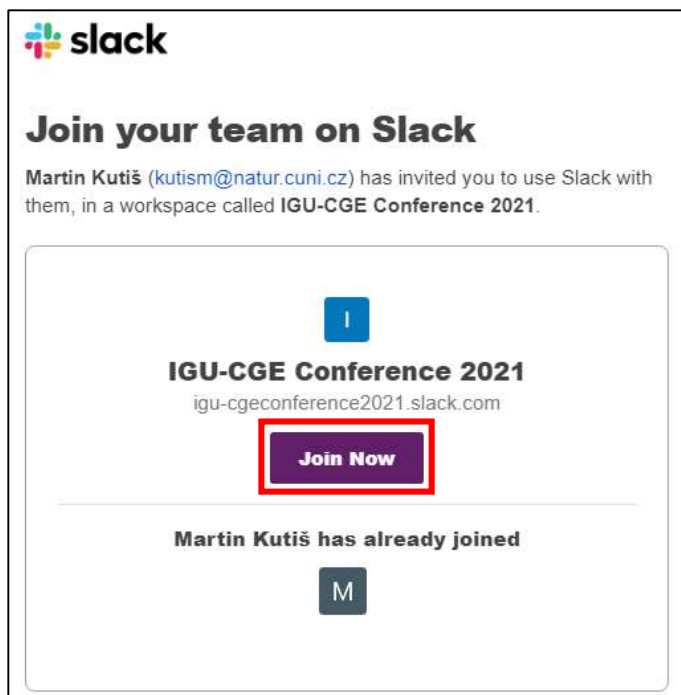 slack
Join your team on Slack
Martin Kutiš (kutism@natur.cuni.cz) has invited you to use Slack with
them, in a workspace called IGU-CGE Conference 2021.
I
IGU-CGE Conference 2021
igu-cgeconference2021.slack.com
Join Now
Martin Kutiš has already joined
M